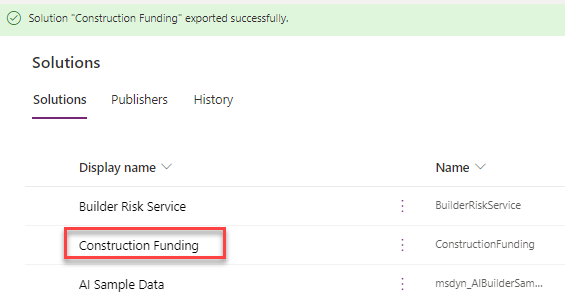 Solution "Construction Funding" exported successfully.
Solutions
Solutions Publishers History
Display name Name
Builder Risk Service BuilderRiskService
Construction Funding ConstructionFunding
AI Sample Data msdyn_AIBuilderSam...